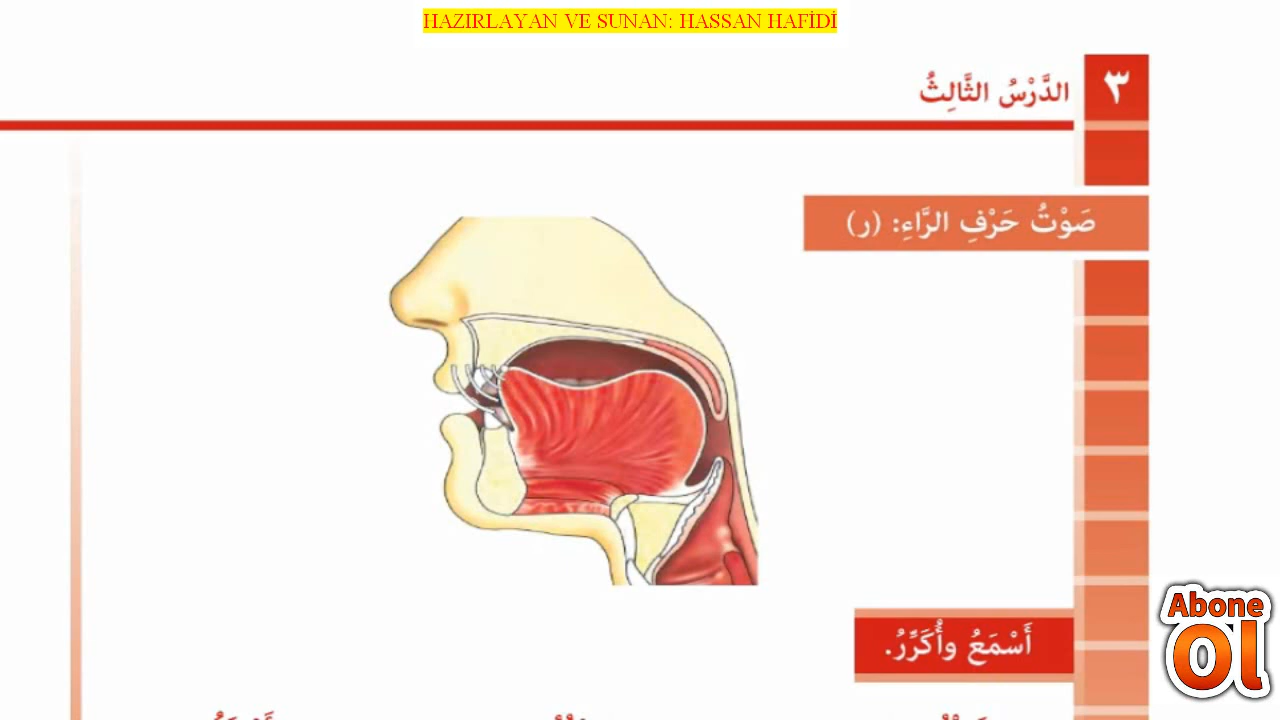 HAZIRLAYAN VE SUNAN: HASSAN HAFİDİ
٣
الدَّرْسُ الثَّالِثُ
صَوْتُ حَرْفِ الرَّاءِ: (ر)
أَسْمَعُ وأُكَرِّرُ.
Abone
Ol